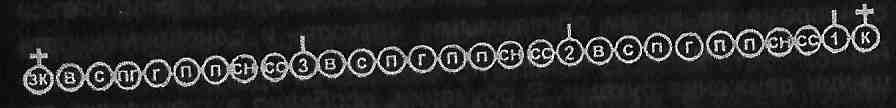 ЗК В С ПГ Г П П СН СС 3 В С П Г П П СН СС 2 В С П Г П П СН СС 1 К